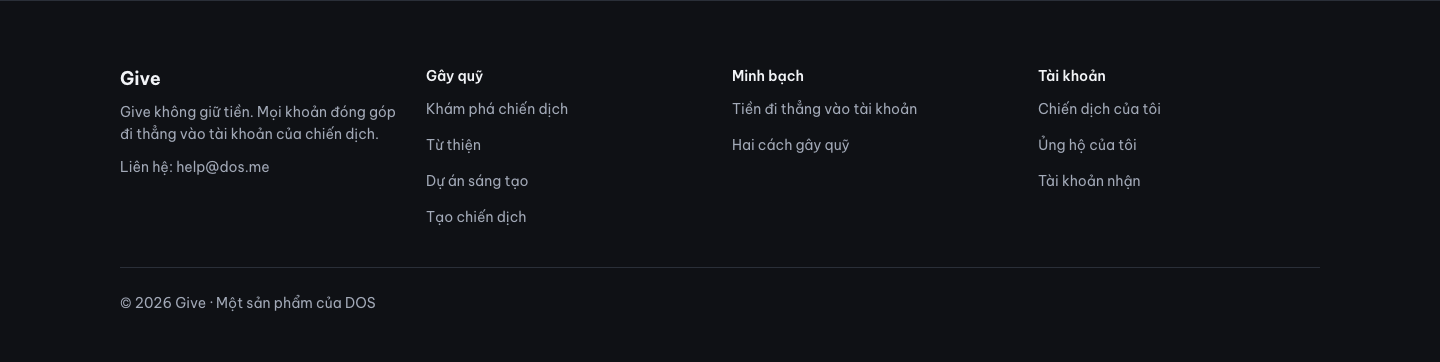 Give
Give không giữ tiền. Mọi khoản đóng góp
đi thẳng vào tài khoản của chiến dịch.
Liên hệ: help@dos.me
Gây quỹ
Khám phá chiến dịch
Từ thiện
Dự án sáng tạo
Tạo chiến dịch
Minh bạch
Tiền đi thẳng vào tài khoản
Hai cách gây quỹ
Tài khoản
Chiến dịch của tôi
Ủng hộ của tôi
Tài khoản nhận
© 2026 Give · Một sản phẩm của DOS